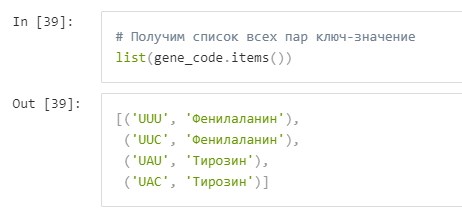 In [39]:
# Получим список всех пар ключ-значение
list(gene_code.items())
Out [39]:
[('UUU', 'Фенилаланин'),
('UUC', 'Фенилаланин'),
('UAU', 'Тирозин'),
('UAC', 'Тирозин')]